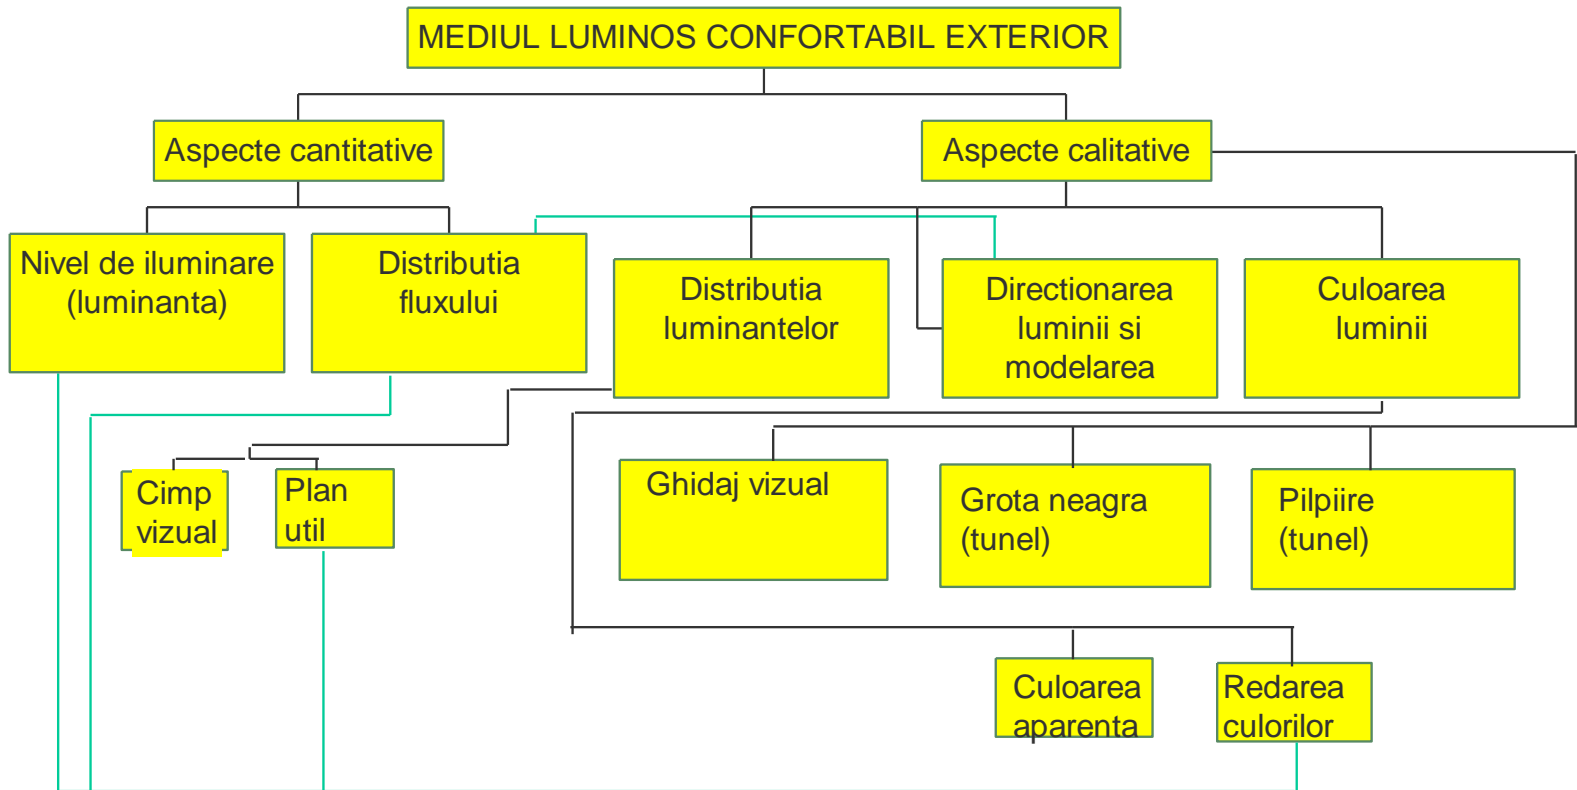 MEDIUL LUMINOS CONFORTABIL EXTERIOR
Aspecte cantitative
Aspecte calitative
Nivel de iluminare
(luminanta)
Distributia
fluxului
Distributia
luminantelor
Directionarea
luminii si
modelarea
Culoarea
luminii
Cimp
vizual
Plan
util
Ghidaj vizual
Grota neagra
(tunel)
Pilpiire
(tunel)
Culoarea
aparenta
Redarea
culorilor